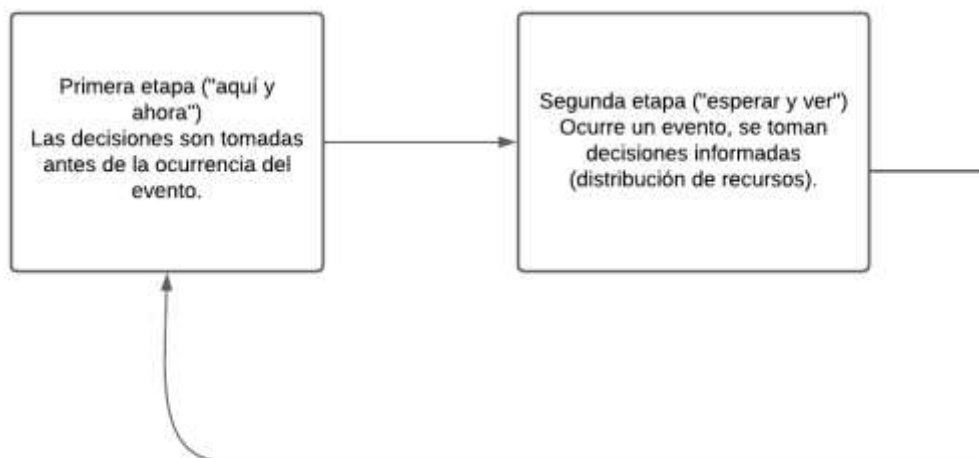 Primera etapa ("aquí y
ahora")
Las decisiones son tomadas
antes de la ocurrencia del
evento.
Segunda etapa ("esperar y ver")
Ocurre un evento, se toman
decisiones informadas
(distribución de recursos).